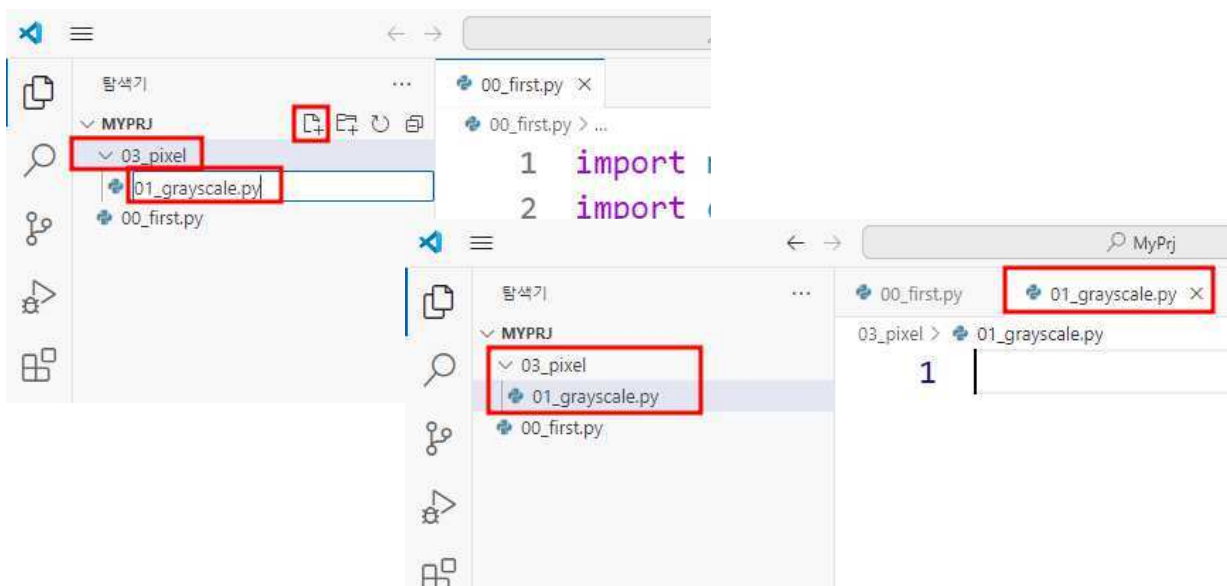 탐색기 ...
00_first.py ×
MYPRJ
00_first.py > ...
03_pixel
1 import
01_grayscale.py
2 import
00_first.py
MyPrj
탐색기 ...
00_first.py
01_grayscale.py ×
MYPRJ
03_pixel > 01_grayscale.py
03_pixel
1
01_grayscale.py
00_first.py